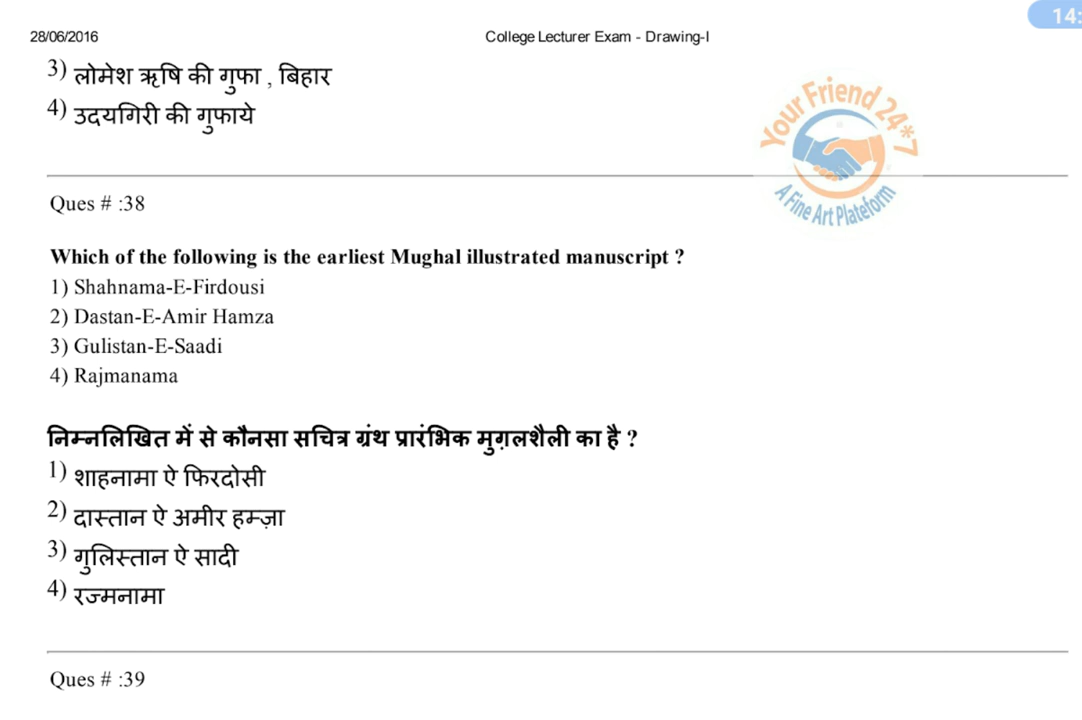 14:
28/06/2016 College Lecturer Exam - Drawing-I
3) लोमेश ऋषि की गुफा , बिहार
4) उदयगिरी की गुफाये
Your Friend 24*7
A Fine Art Plateform
Ques # :38
Which of the following is the earliest Mughal illustrated manuscript ?
1) Shahnama-E-Firdousi
2) Dastan-E-Amir Hamza
3) Gulistan-E-Saadi
4) Rajmanama
निम्नलिखित में से कौनसा सचित्र ग्रंथ प्रारंभिक मुग़लशैली का है ?
1) शाहनामा ऐ फिरदोसी
2) दास्तान ऐ अमीर हम्ज़ा
3) गुलिस्तान ऐ सादी
4) रज्मनामा
Ques # :39